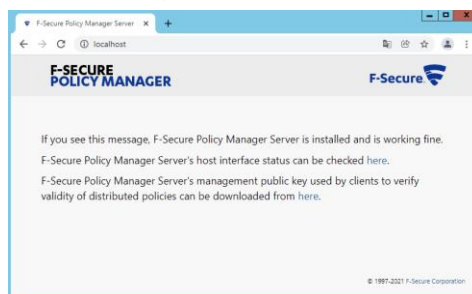 F-Secure Policy Manager Server
localhost
F-SECURE
POLICY MANAGER
F-Secure
If you see this message, F-Secure Policy Manager Server is installed and is working fine.
F-Secure Policy Manager Server's host interface status can be checked here.
F-Secure Policy Manager Server's management public key used by clients to verify
validity of distributed policies can be downloaded from here.
© 1997-2021 F-Secure Corporation